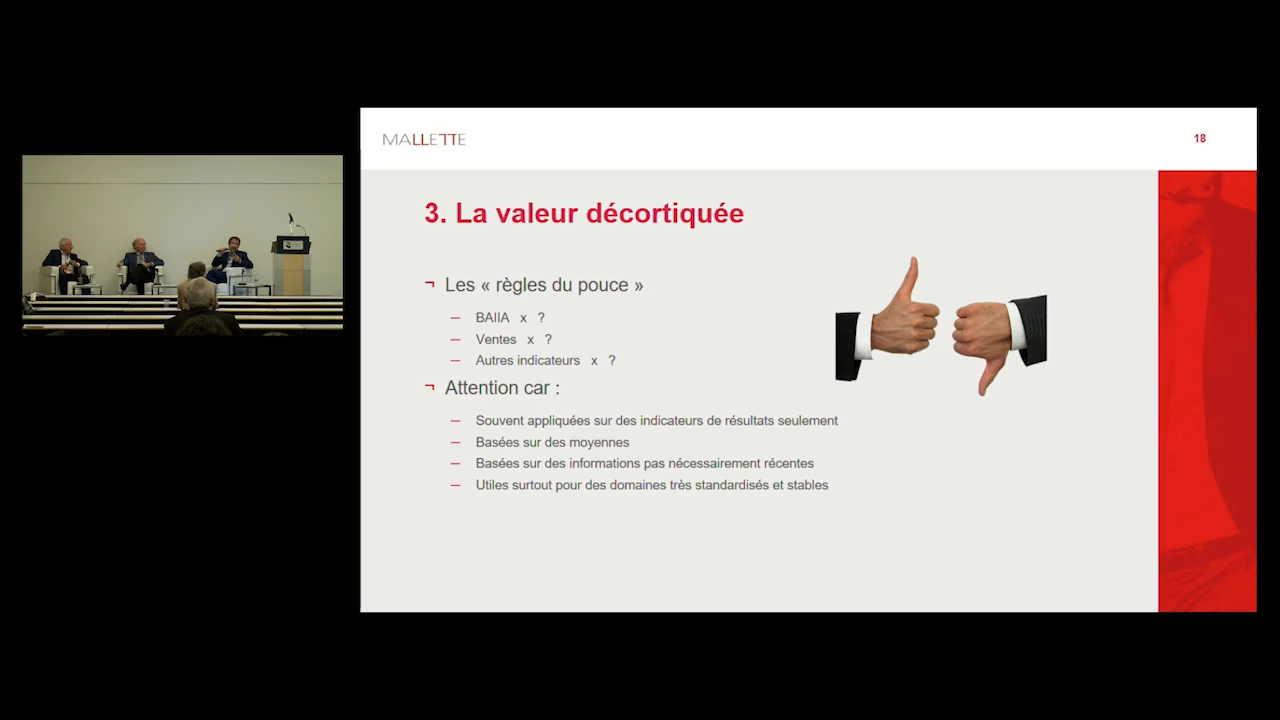 MALLETTE
18
3. La valeur décortiquée
¬ Les « règles du pouce »
— BAIIA x ?
— Ventes x ?
— Autres indicateurs x ?
¬ Attention car :
— Souvent appliquées sur des indicateurs de résultats seulement
— Basées sur des moyennes
— Basées sur des informations pas nécessairement récentes
— Utiles surtout pour des domaines très standardisés et stables